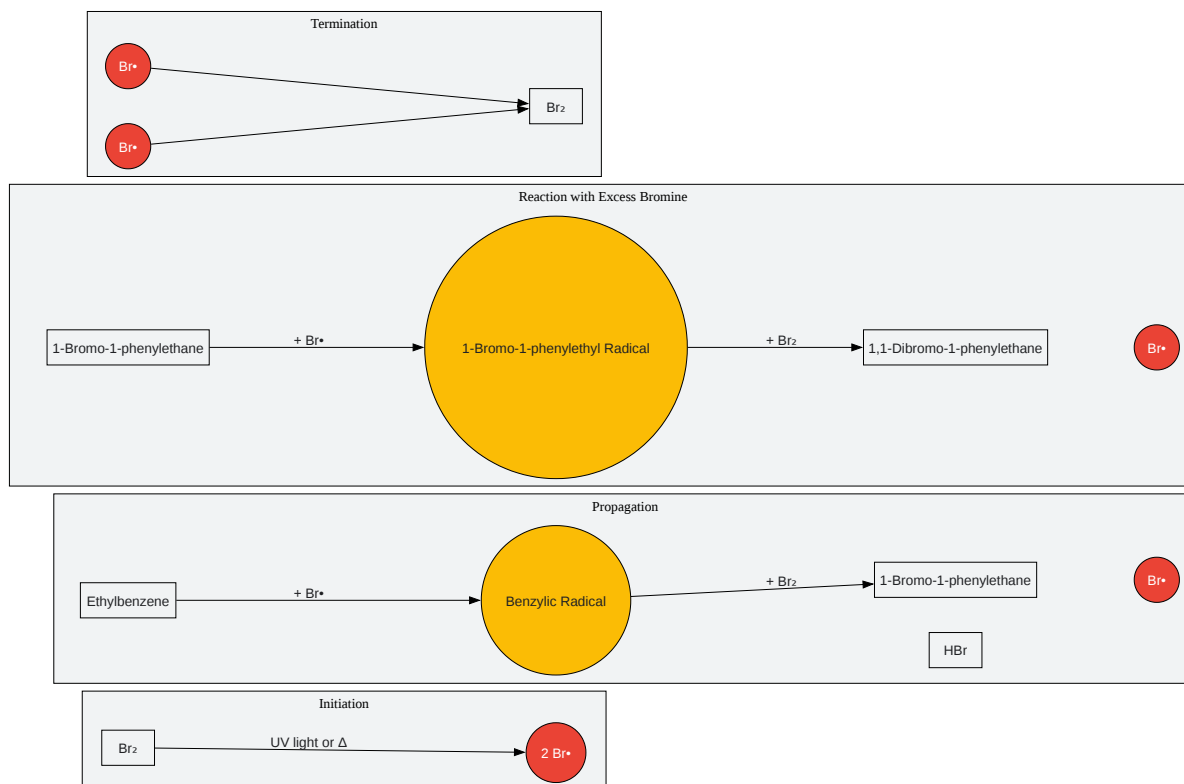 Termination
Br•
Br₂
Br•
Reaction with Excess Bromine
1-Bromo-1-phenylethane
+ Br•
1-Bromo-1-phenylethyl Radical
+ Br₂
1,1-Dibromo-1-phenylethane
Br•
Propagation
Ethylbenzene
+ Br•
Benzylic Radical
+ Br₂
1-Bromo-1-phenylethane
Br•
HBr
Initiation
Br₂
UV light or Δ
2 Br•